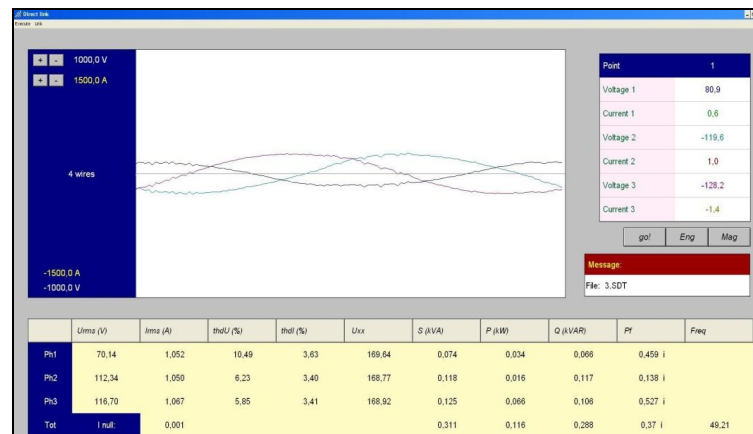 Direct link
Execute Link
+ - 1000,0 V
+ - 1500,0 A
4 wires
-1500,0 A
-1000,0 V
Point 1
Voltage 1 80,9
Current 1 0,6
Voltage 2 -119,6
Current 2 1,0
Voltage 3 -128,2
Current 3 -1,4
go! Eng Mag
Message:
File: 3.SDT
Urms (V) Irms (A) thdU (%) thdI (%) Uxx S (kVA) P (kW) Q (kVAR) Pf Freq
Ph1 70,14 1,052 10,49 3,63 169,64 0,074 0,034 0,066 0,459 i
Ph2 112,34 1,050 6,23 3,40 168,77 0,118 0,016 0,117 0,138 i
Ph3 116,70 1,067 5,85 3,41 168,92 0,125 0,066 0,106 0,527 i
Tot I null: 0,001 0,311 0,116 0,288 0,37 i 49,21